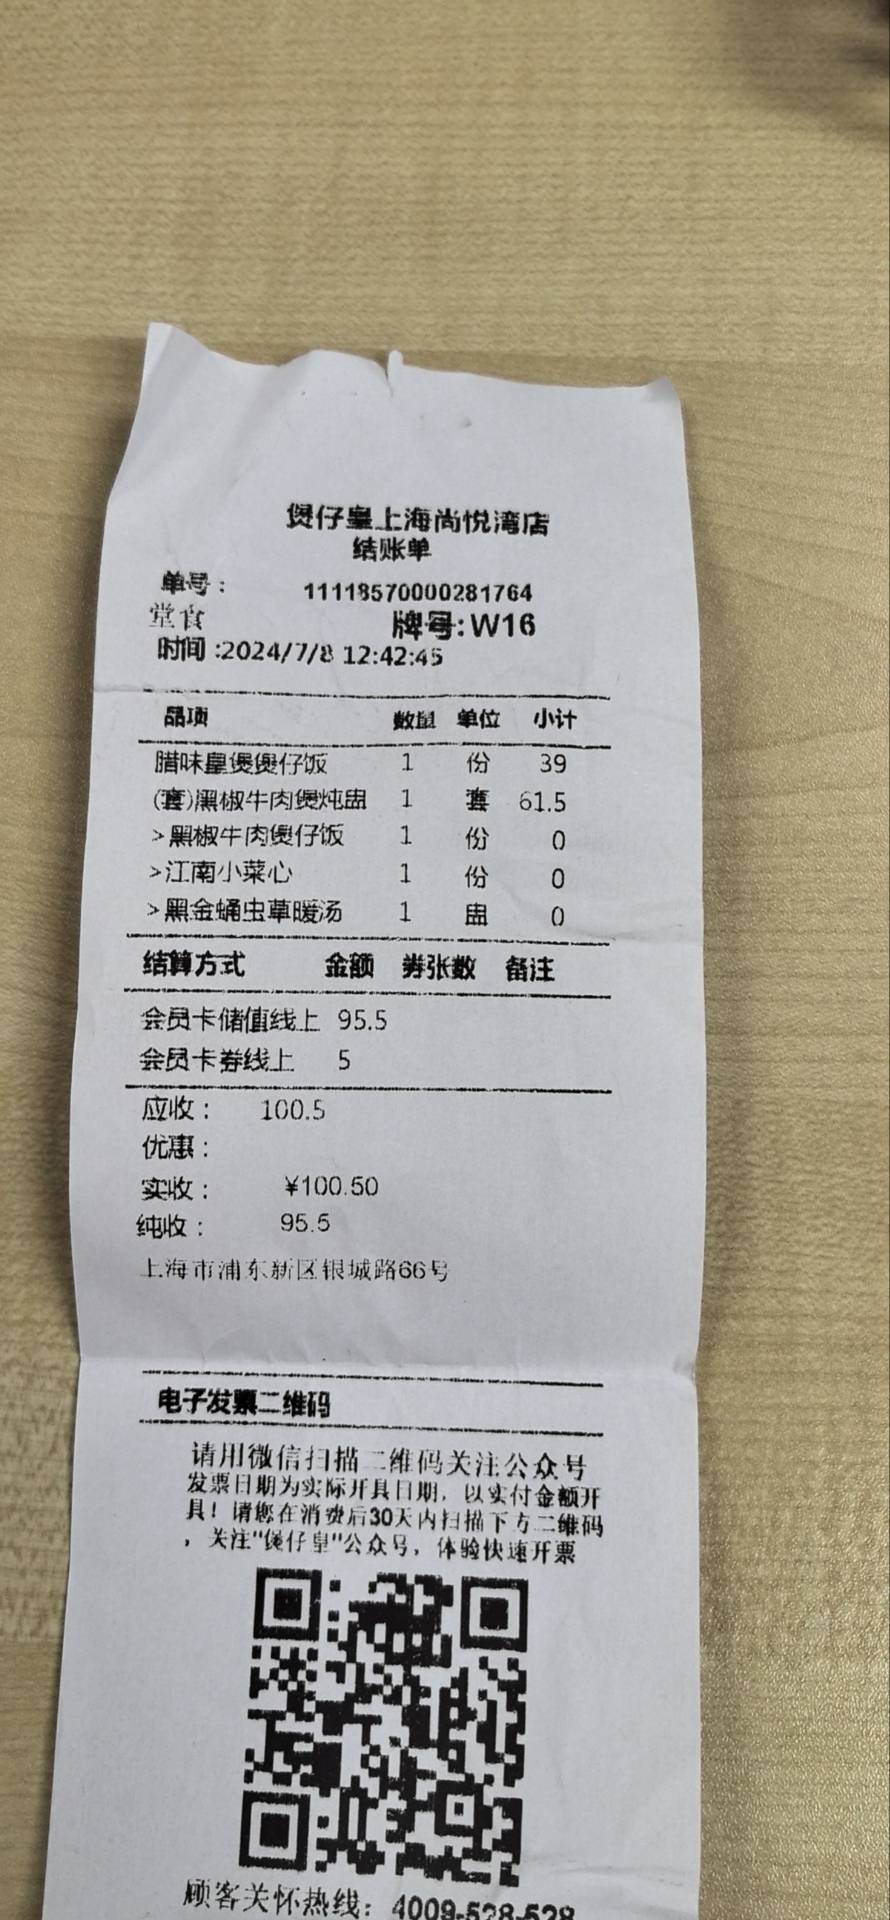 煲仔皇上海尚悦湾店
结账单
单号： 11118570000281764
堂食 牌号:W16
时间 :2024/7/8 12:42:45
品项 数量 单位 小计
腊味皇煲煲仔饭 1 份 39
(套)黑椒牛肉煲炖盅 1 套 61.5
>黑椒牛肉煲仔饭 1 份 0
>江南小菜心 1 份 0
>黑金蛹虫草暖汤 1 盅 0
结算方式 金额 券张数 备注
会员卡储值线上 95.5
会员卡券线上 5
应收： 100.5
优惠：
实收： ¥100.50
纯收： 95.5
上海市浦东新区银城路66号
电子发票二维码
请用微信扫描二维码关注公众号
发票日期为实际开具日期，以实付金额开
具！请您在消费后30天内扫描下方二维码
，关注"煲仔皇"公众号，体验快速开票
顾客关怀热线：4009-528-528